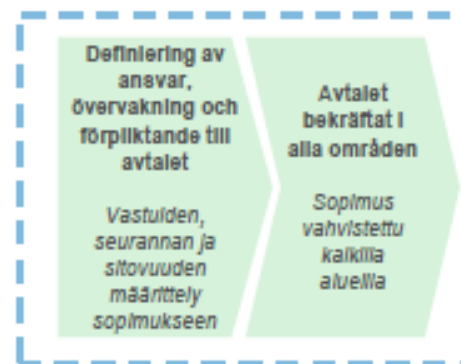 Definiering av
ansvar,
övervakning och
förpliktande till
avtalet
Vastuiden,
seurannan ja
sitovuuden
määrittely
sopimukseen
Avtalet
bekräftat i
alla områden
Sopimus
vahvistettu
kaikilla
alueilla